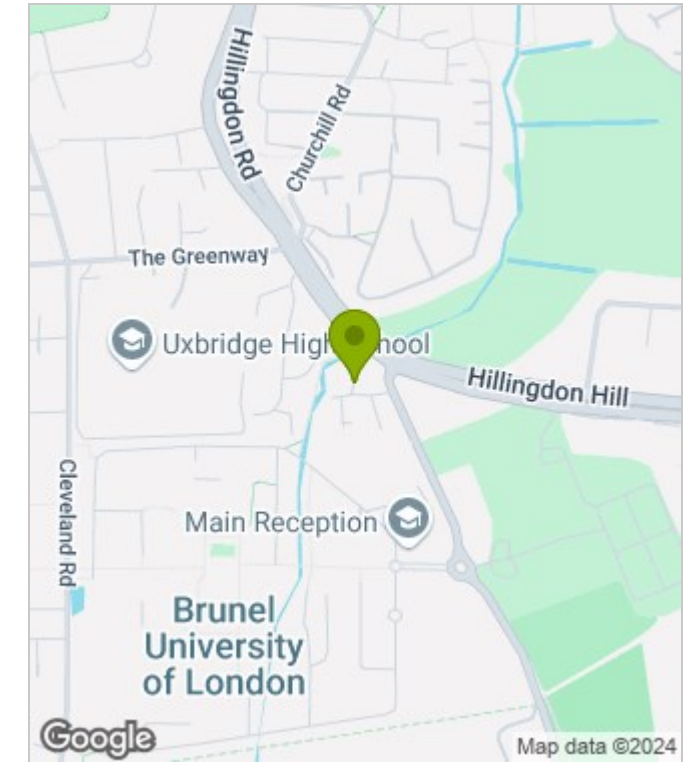 Hillingdon Rd
Churchill Rd
The Greenway
Uxbridge High School
Hillingdon Hill
Cleveland Rd
Main Reception
Brunel
University
of London
Google
Map data ©2024